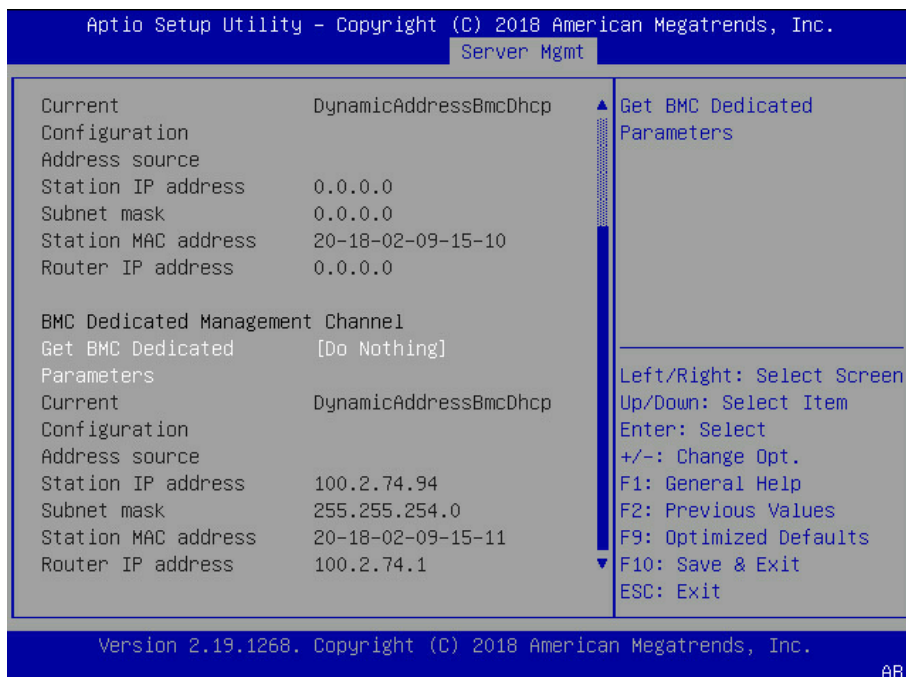 Aptio Setup Utility – Copyright (C) 2018 American Megatrends, Inc.
Server Mgmt
Current DynamicAddressBmcDhcp
Configuration
Address source
Station IP address 0.0.0.0
Subnet mask 0.0.0.0
Station MAC address 20-18-02-09-15-10
Router IP address 0.0.0.0
BMC Dedicated Management Channel
Get BMC Dedicated [Do Nothing]
Parameters
Current DynamicAddressBmcDhcp
Configuration
Address source
Station IP address 100.2.74.94
Subnet mask 255.255.254.0
Station MAC address 20-18-02-09-15-11
Router IP address 100.2.74.1
Get BMC Dedicated
Parameters
Left/Right: Select Screen
Up/Down: Select Item
Enter: Select
+/-: Change Opt.
F1: General Help
F2: Previous Values
F9: Optimized Defaults
F10: Save & Exit
ESC: Exit
Version 2.19.1268. Copyright (C) 2018 American Megatrends, Inc.
AB